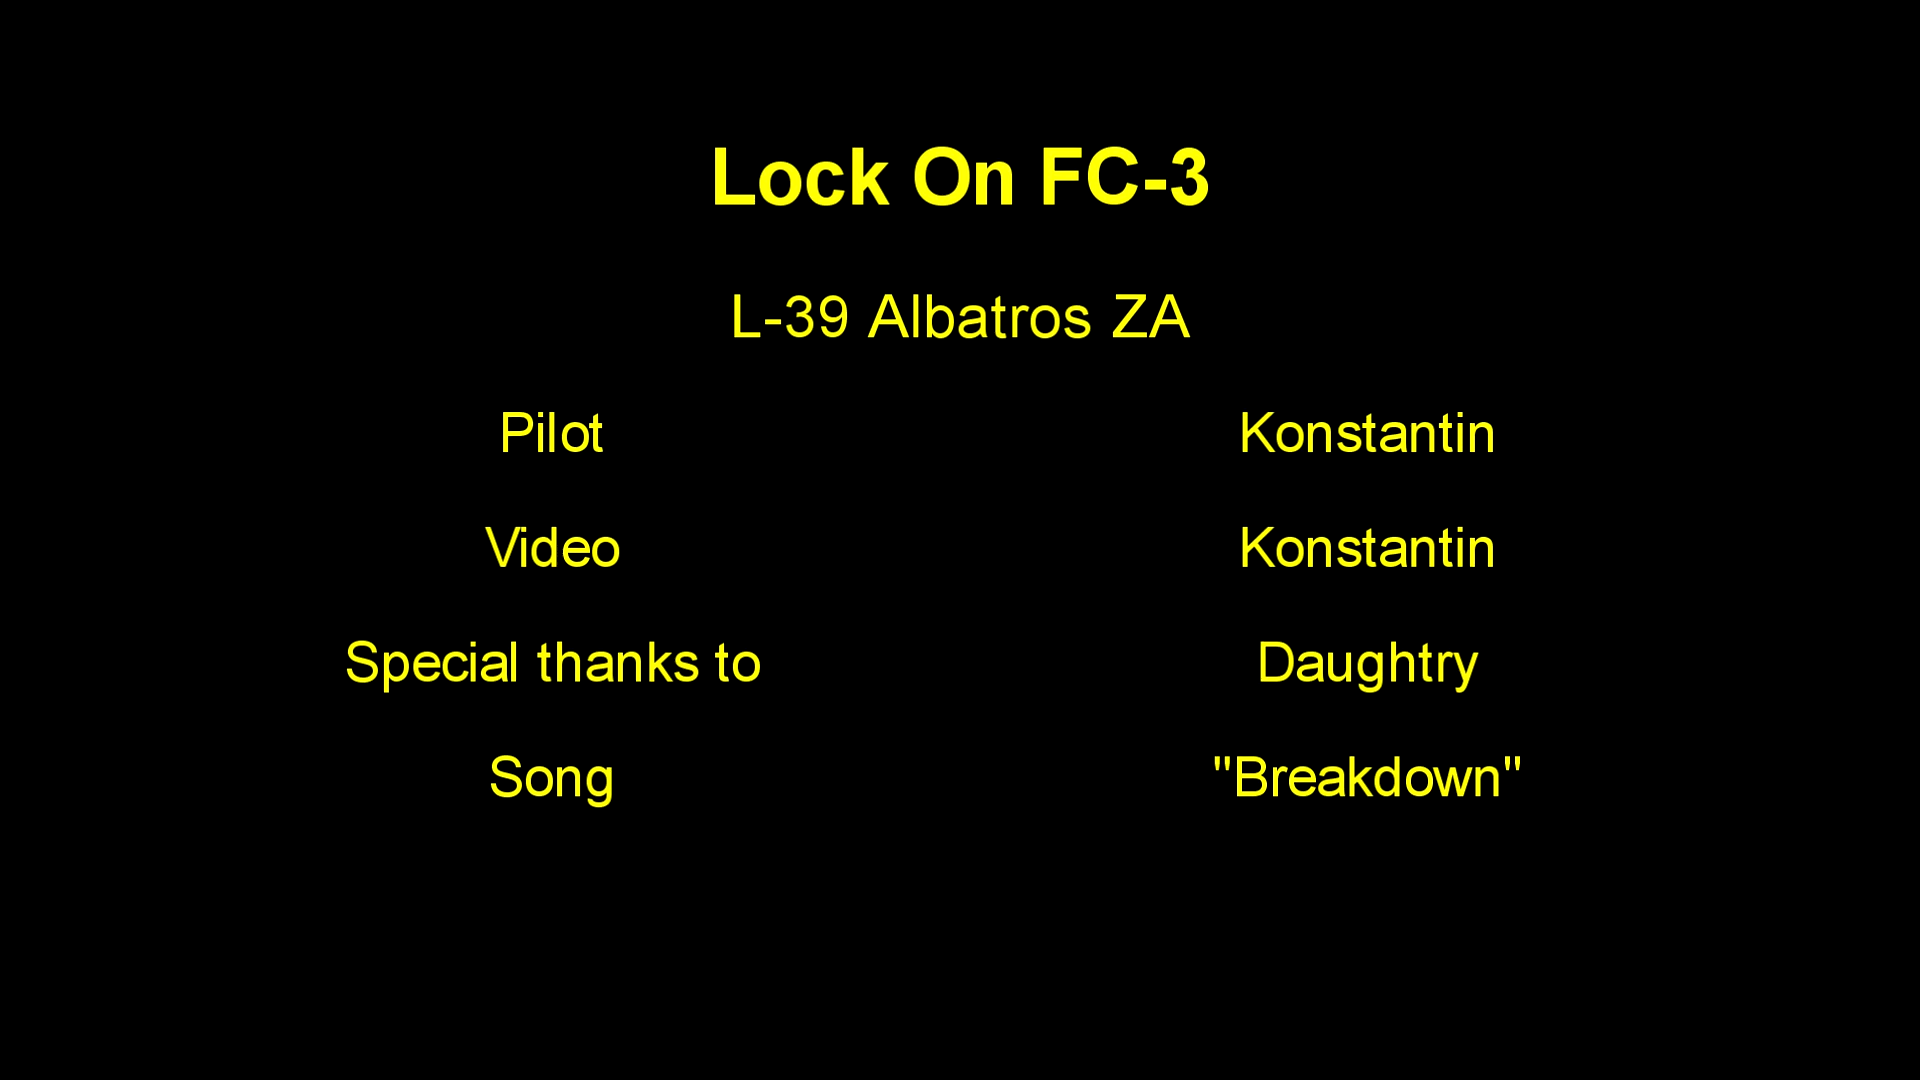 Lock On FC-3
L-39 Albatros ZA
Pilot Konstantin
Video Konstantin
Special thanks to Daughtry
Song "Breakdown"